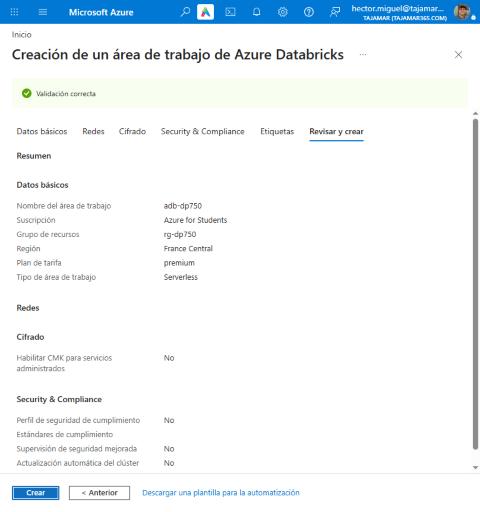 Microsoft Azure
hector.miguel@tajamar...
TAJAMAR (TAJAMAR365.COM)
Inicio
Creación de un área de trabajo de Azure Databricks ...
Validación correcta
Datos básicos Redes Cifrado Security & Compliance Etiquetas Revisar y crear
Resumen
Datos básicos
Nombre del área de trabajo adb-dp750
Suscripción Azure for Students
Grupo de recursos rg-dp750
Región France Central
Plan de tarifa premium
Tipo de área de trabajo Serverless
Redes
Cifrado
Habilitar CMK para servicios No
administrados
Security & Compliance
Perfil de seguridad de cumplimiento No
Estándares de cumplimiento
Supervisión de seguridad mejorada No
Actualización automática del clúster No
Crear < Anterior Descargar una plantilla para la automatización